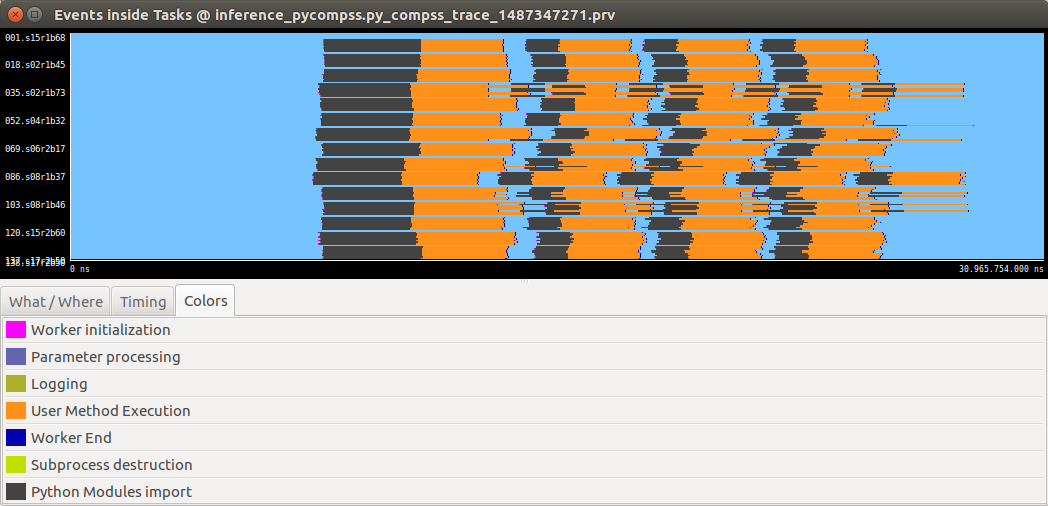 Events inside Tasks @ inference_pycompss.py_compss_trace_1487347271.prv
001.s15r1b68
018.s02r1b45
035.s02r1b73
052.s04r1b32
069.s06r2b17
086.s08r1b37
103.s08r1b46
120.s15r2b60
0 ns 30.965.754.000 ns
What / Where Timing Colors
Worker initialization
Parameter processing
Logging
User Method Execution
Worker End
Subprocess destruction
Python Modules import